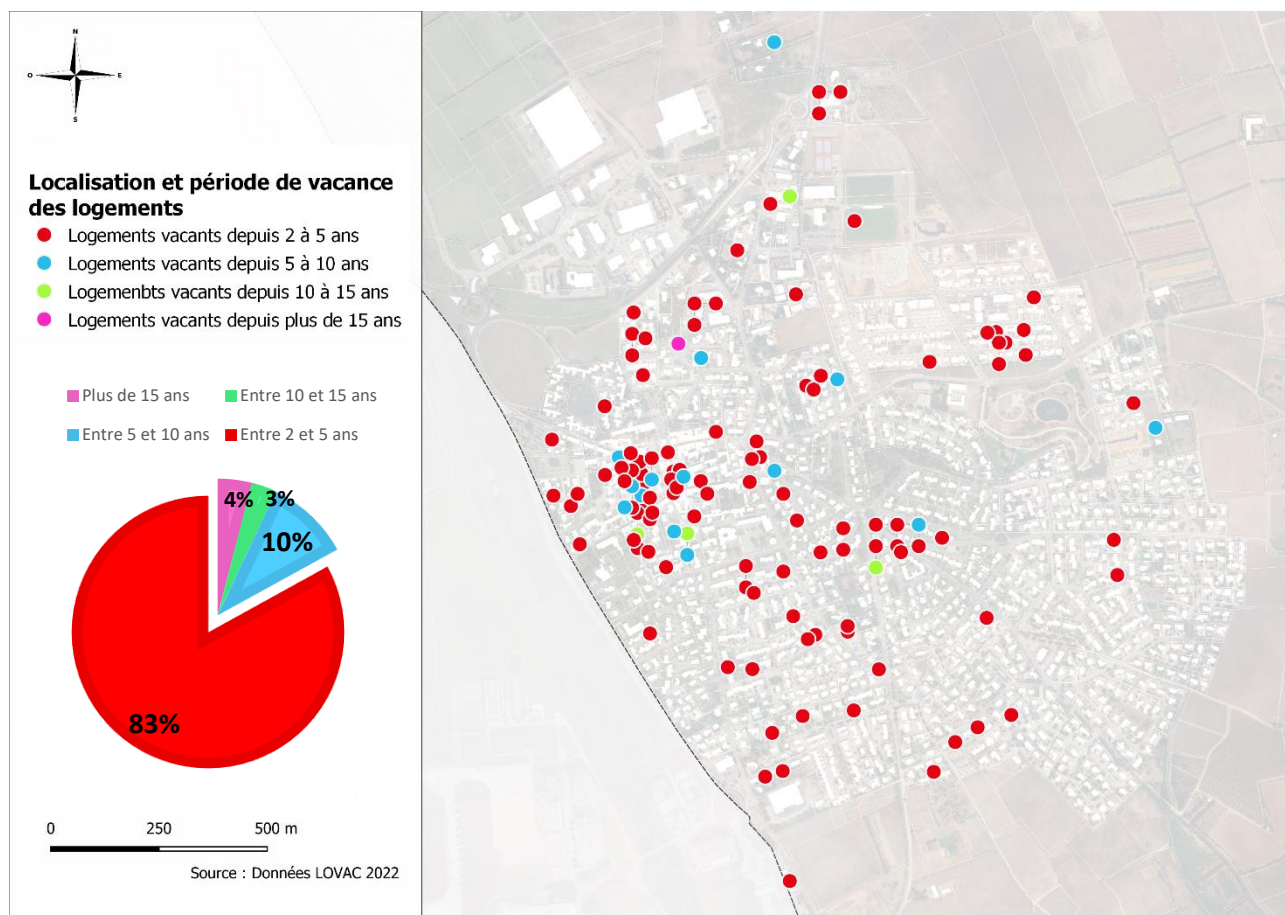 N
O
E
S
Localisation et période de vacance
des logements
Logements vacants depuis 2 à 5 ans
Logements vacants depuis 5 à 10 ans
Logemenbts vacants depuis 10 à 15 ans
Logements vacants depuis plus de 15 ans
Plus de 15 ans
Entre 10 et 15 ans
Entre 5 et 10 ans
Entre 2 et 5 ans
4%
3%
10%
83%
0 250 500 m
Source : Données LOVAC 2022